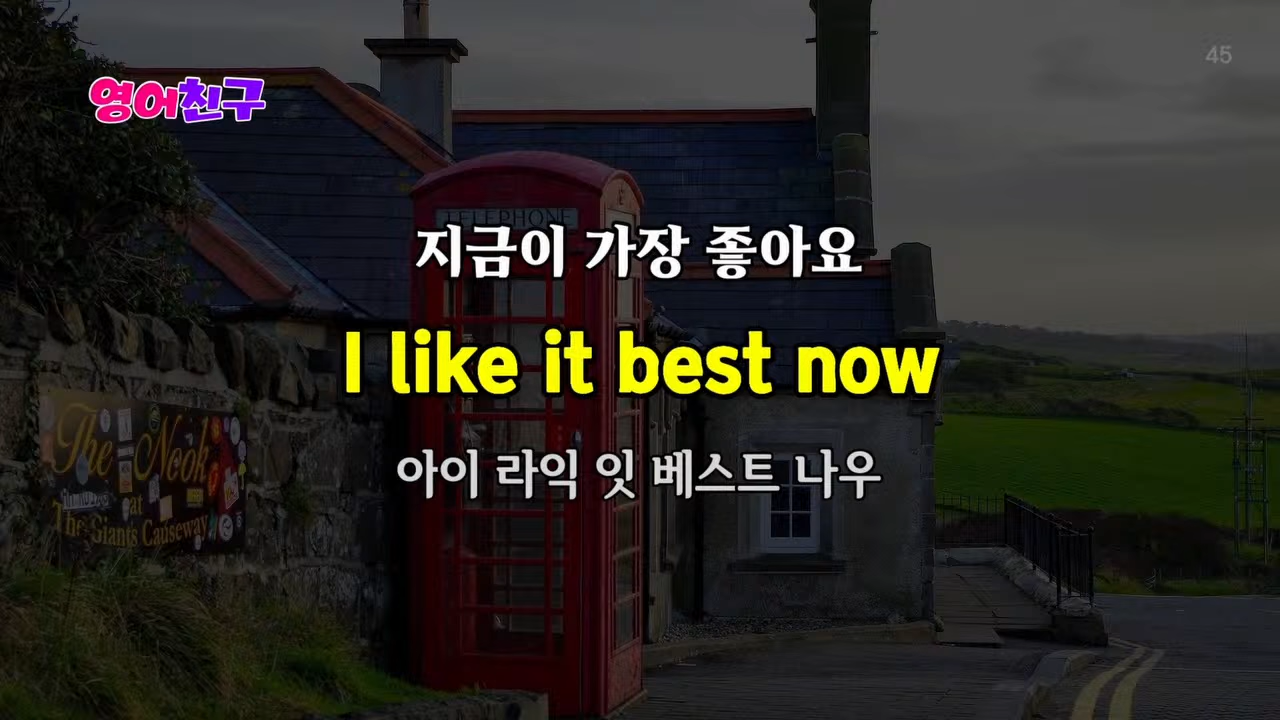 영어친구
45
TELEPHONE
지금이 가장 좋아요
I like it best now
아이 라익 잇 베스트 나우
The Nook
at
The Giants Causeway